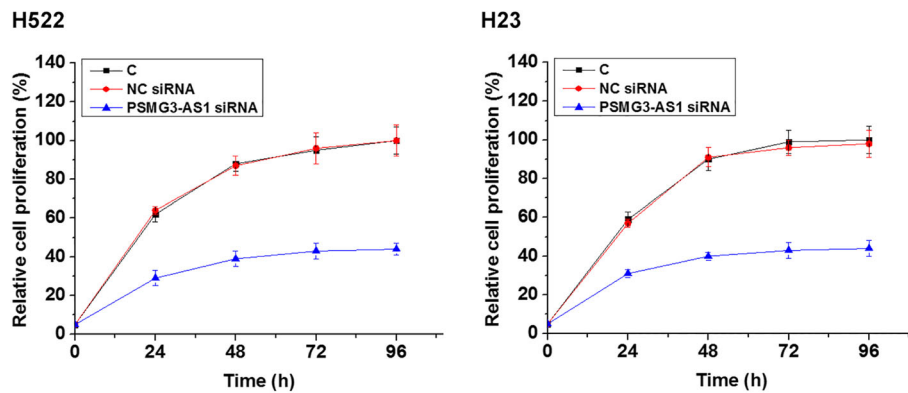 H522
Relative cell proliferation (%)
140
120
100
80
60
40
20
0
C
NC siRNA
PSMG3-AS1 siRNA
0 24 48 72 96
Time (h)
H23
Relative cell proliferation (%)
140
120
100
80
60
40
20
0
C
NC siRNA
PSMG3-AS1 siRNA
0 24 48 72 96
Time (h)